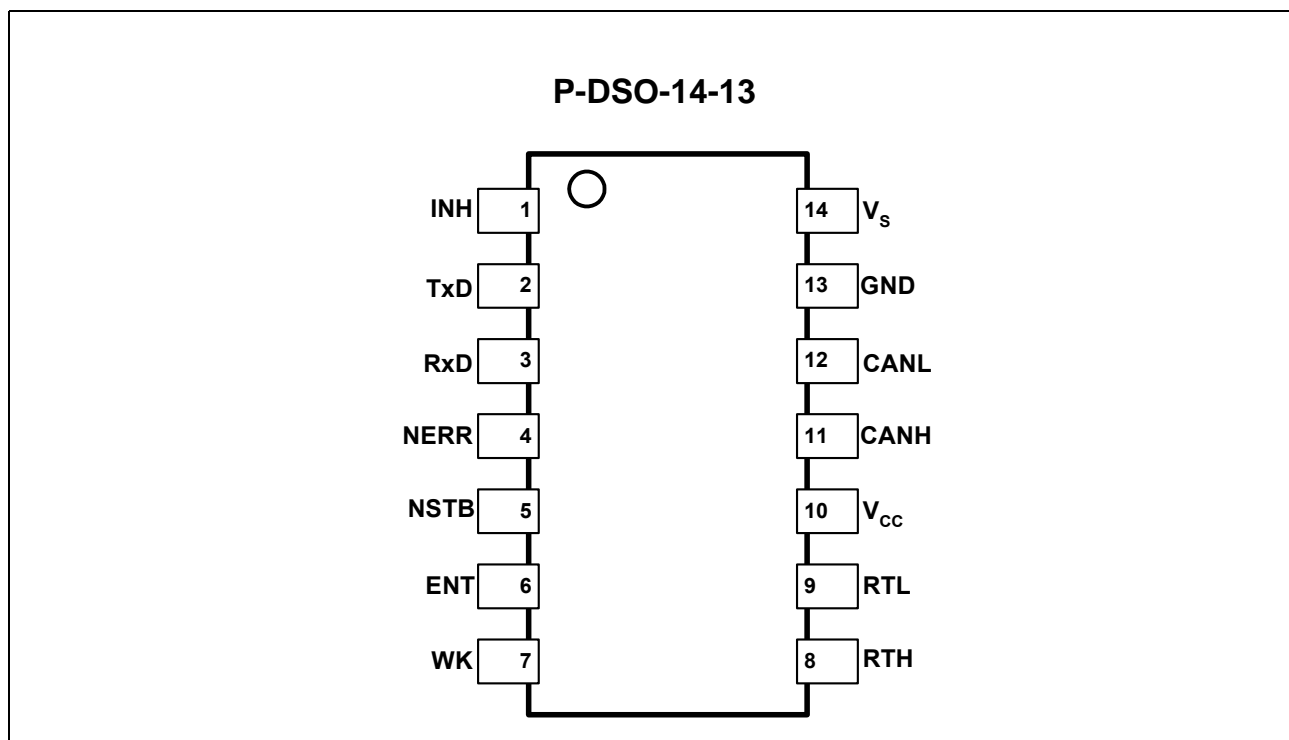 P-DSO-14-13
INH 1 14 VS
TxD 2 13 GND
RxD 3 12 CANL
NERR 4 11 CANH
NSTB 5 10 VCC
ENT 6 9 RTL
WK 7 8 RTH